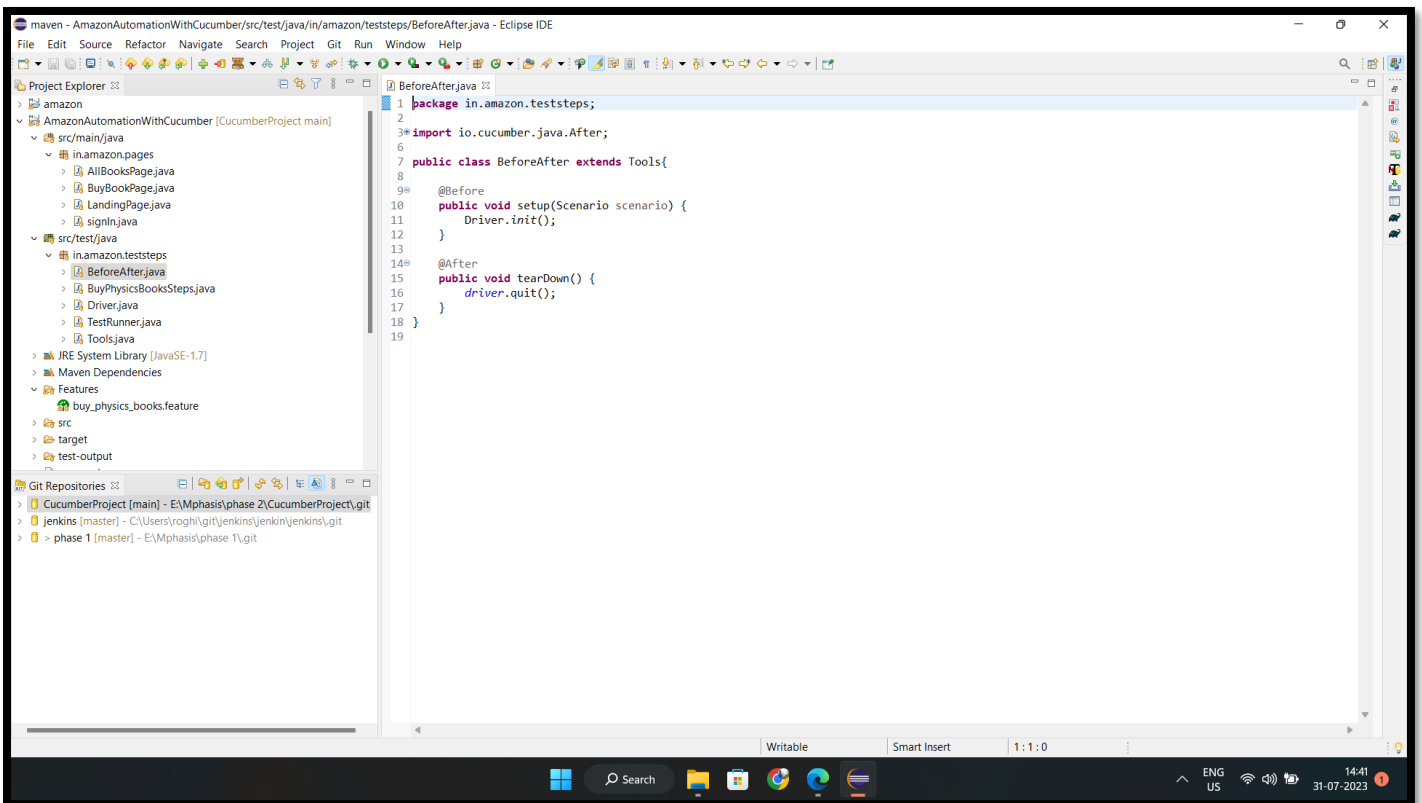 maven - AmazonAutomationWithCucumber/src/test/java/in/amazon/teststeps/BeforeAfter.java - Eclipse IDE
File Edit Source Refactor Navigate Search Project Git Run Window Help
Project Explorer
amazon
AmazonAutomationWithCucumber [CucumberProject main]
src/main/java
in.amazon.pages
AllBooksPage.java
BuyBookPage.java
LandingPage.java
signIn.java
src/test/java
in.amazon.teststeps
BeforeAfter.java
BuyPhysicsBooksSteps.java
Driver.java
TestRunner.java
Tools.java
JRE System Library [JavaSE-1.7]
Maven Dependencies
Features
buy_physics_books.feature
src
target
test-output
Git Repositories
CucumberProject [main] - E:\Mphasis\phase 2\CucumberProject\.git
jenkins [master] - C:\Users\roghi\git\jenkins\jenkin\jenkins\.git
> phase 1 [master] - E:\Mphasis\phase 1\.git
BeforeAfter.java
1 package in.amazon.teststeps;
2
3 import io.cucumber.java.After;
6
7 public class BeforeAfter extends Tools{
8
9 @Before
10 public void setup(Scenario scenario) {
11 Driver.init();
12 }
13
14 @After
15 public void tearDown() {
16 driver.quit();
17 }
18 }
19
Writable Smart Insert 1 : 1 : 0
Search
ENG
US
14:41
31-07-2023
1